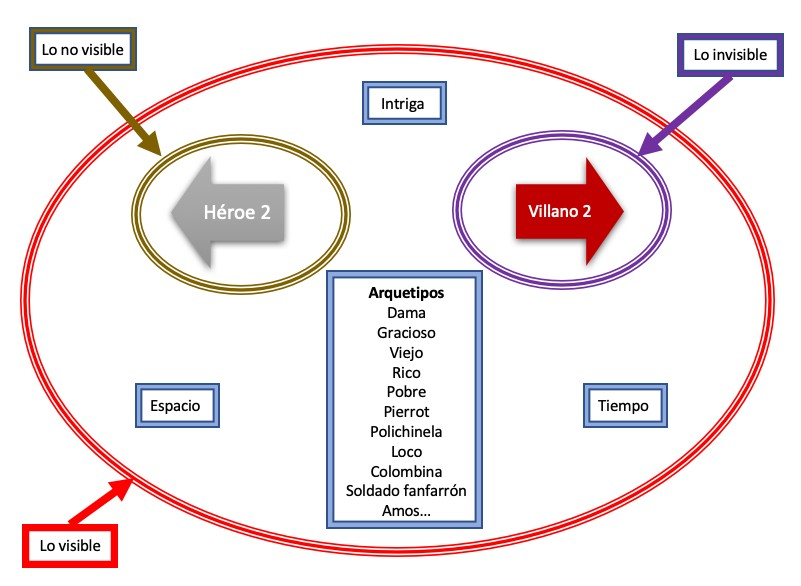 Lo no visible
Lo invisible
Intriga
Héroe 2
Villano 2
Arquetipos
Dama
Gracioso
Viejo
Rico
Pobre
Pierrot
Polichinela
Loco
Colombina
Soldado fanfarrón
Amos...
Espacio
Tiempo
Lo visible